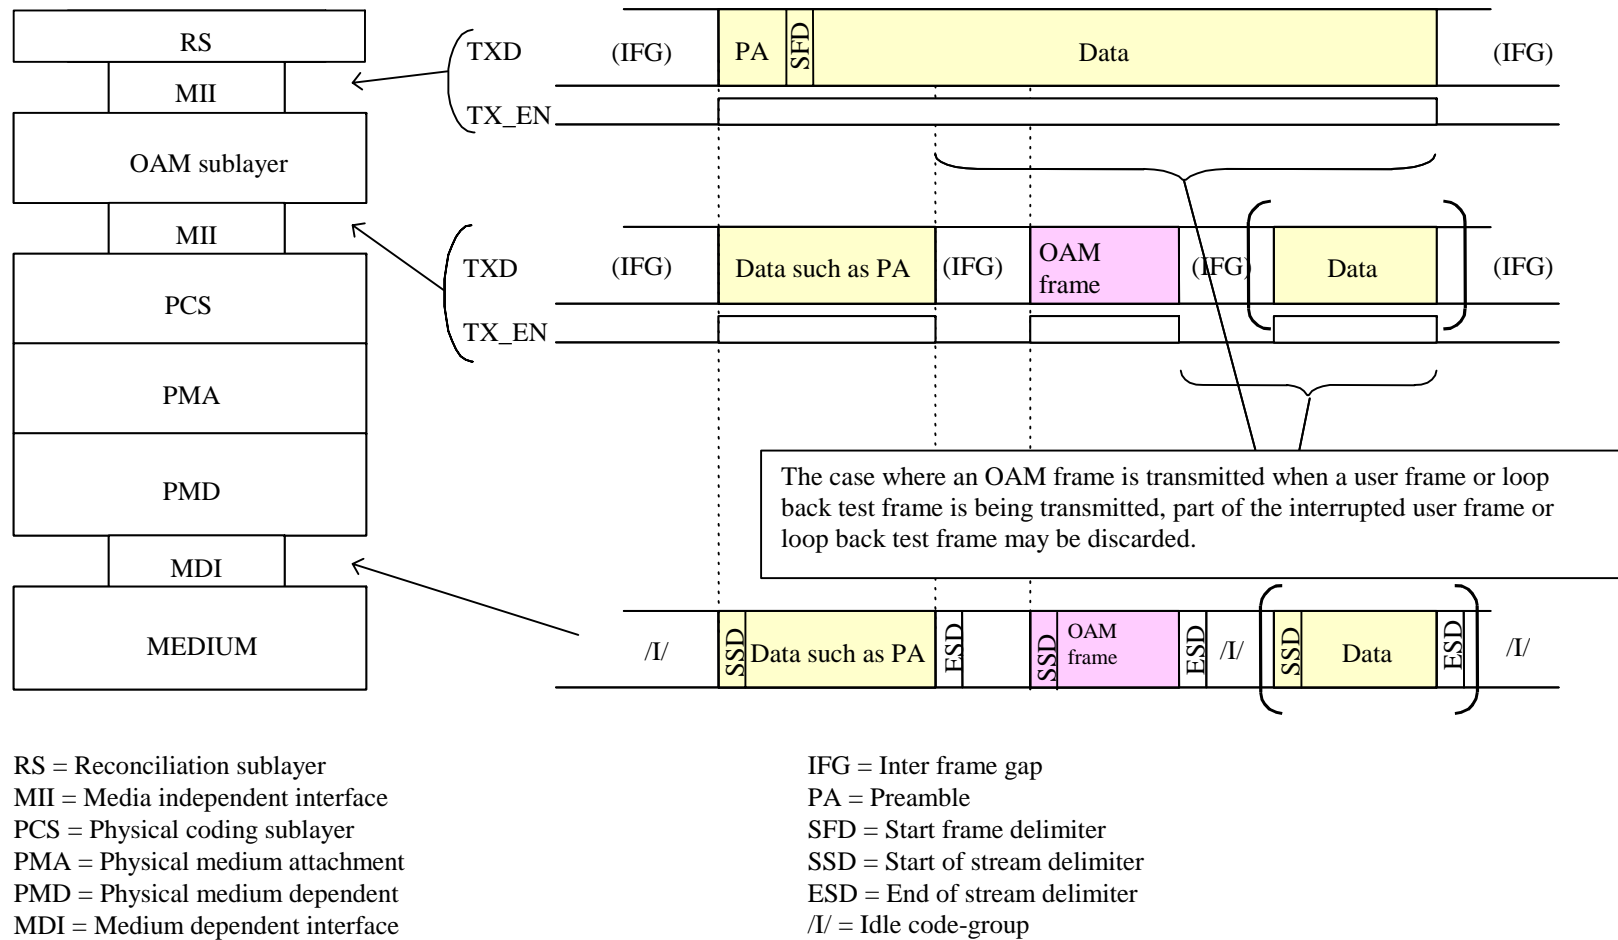 RS
MII
OAM sublayer
MII
PCS
PMA
PMD
MDI
MEDIUM
TXD (IFG) PA SFD Data (IFG)
TX_EN
TXD (IFG) Data such as PA (IFG) OAM frame (IFG) Data (IFG)
TX_EN
The case where an OAM frame is transmitted when a user frame or loop
back test frame is being transmitted, part of the interrupted user frame or
loop back test frame may be discarded.
/I/ SSD Data such as PA ESD SSD OAM frame ESD /I/ SSD Data ESD /I/
RS = Reconciliation sublayer
MII = Media independent interface
PCS = Physical coding sublayer
PMA = Physical medium attachment
PMD = Physical medium dependent
MDI = Medium dependent interface
IFG = Inter frame gap
PA = Preamble
SFD = Start frame delimiter
SSD = Start of stream delimiter
ESD = End of stream delimiter
/I/ = Idle code-group